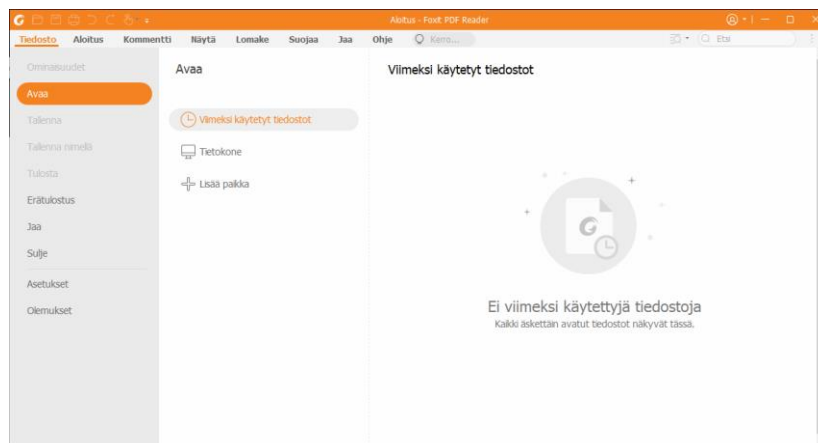 Aloitus - Foxit PDF Reader
Tiedosto Aloitus Kommentti Näytä Lomake Suojaa Jaa Ohje Kerro... Etsi
Ominaisuudet
Avaa
Tallenna
Tallenna nimellä
Tulosta
Erätulostus
Jaa
Sulje
Asetukset
Olemukset
Avaa
Viimeksi käytetyt tiedostot
Tietokone
Lisää paikka
Viimeksi käytetyt tiedostot
Ei viimeksi käytettyjä tiedostoja
Kaikki äskettäin avatut tiedostot näkyvät tässä.